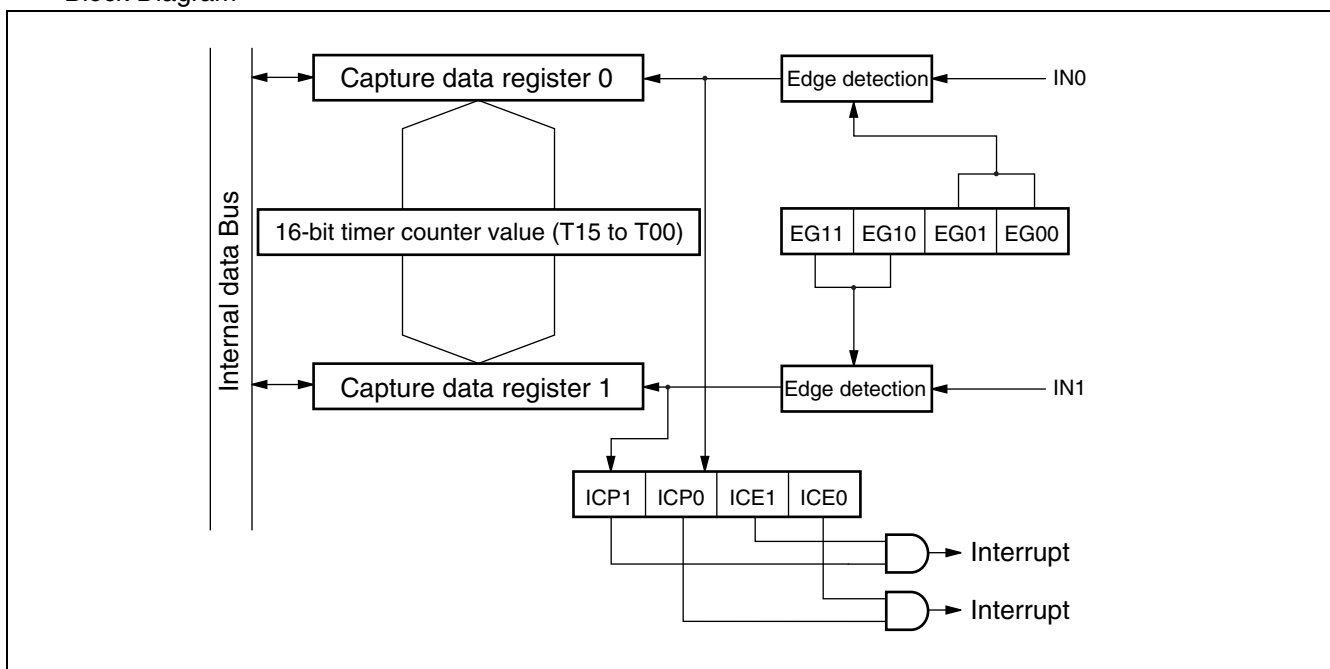 Block Diagram
Capture data register 0
Edge detection
IN0
Internal data Bus
16-bit timer counter value (T15 to T00)
EG11 EG10 EG01 EG00
Capture data register 1
Edge detection
IN1
ICP1 ICP0 ICE1 ICE0
Interrupt
Interrupt